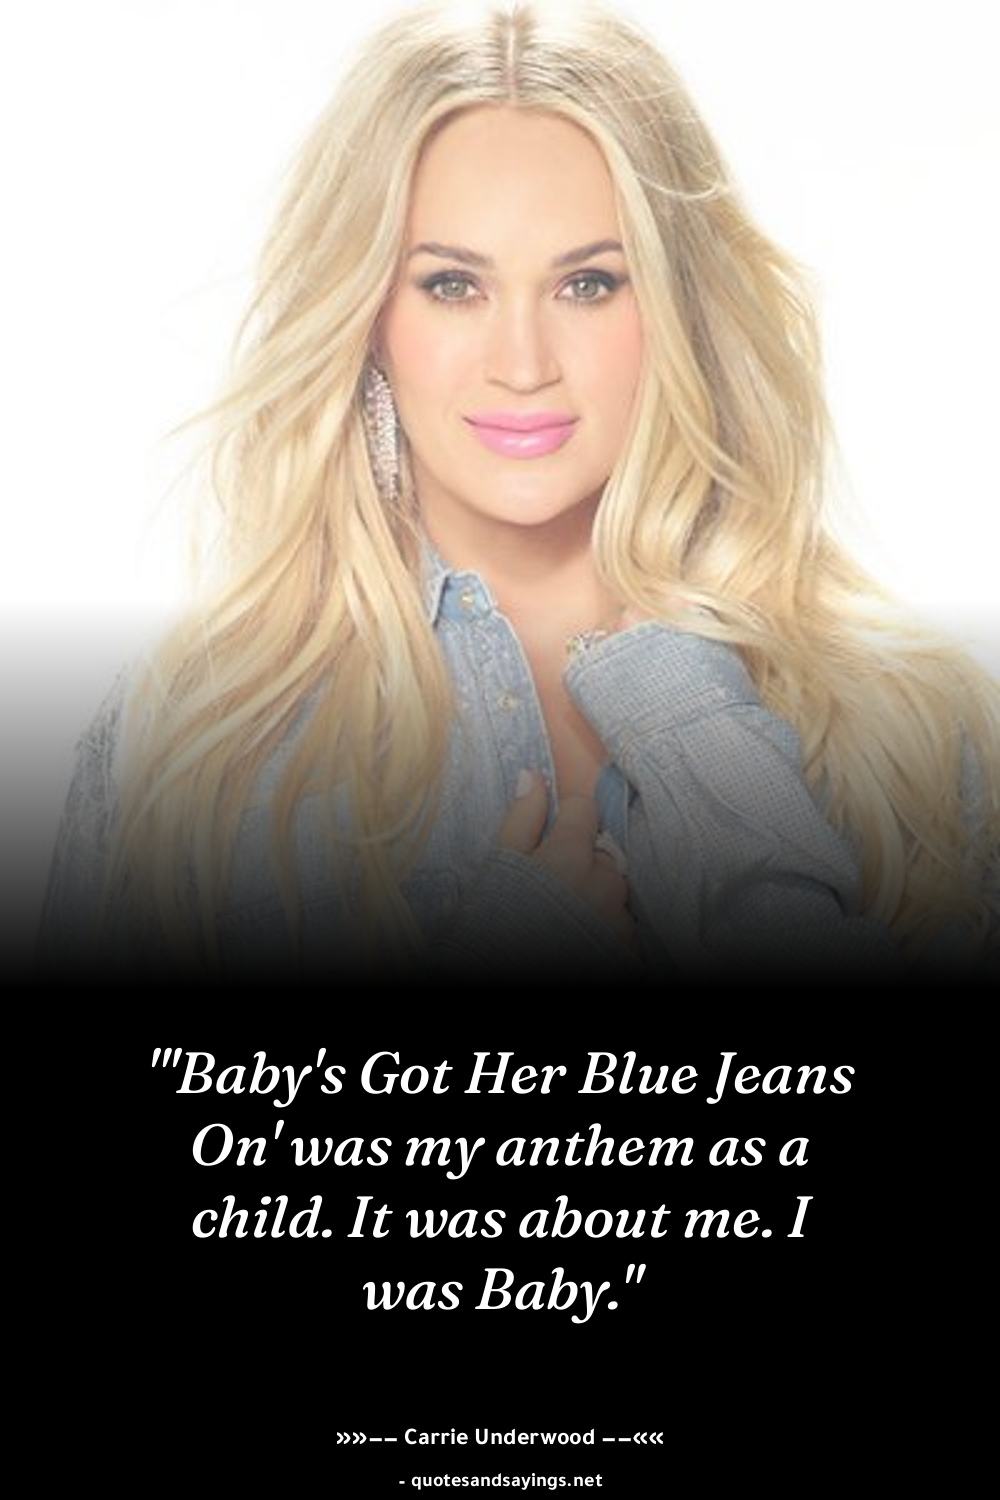 "'Baby's Got Her Blue Jeans
On' was my anthem as a
child. It was about me. I
was Baby."
»»−− Carrie Underwood −−««
- quotesandsayings.net